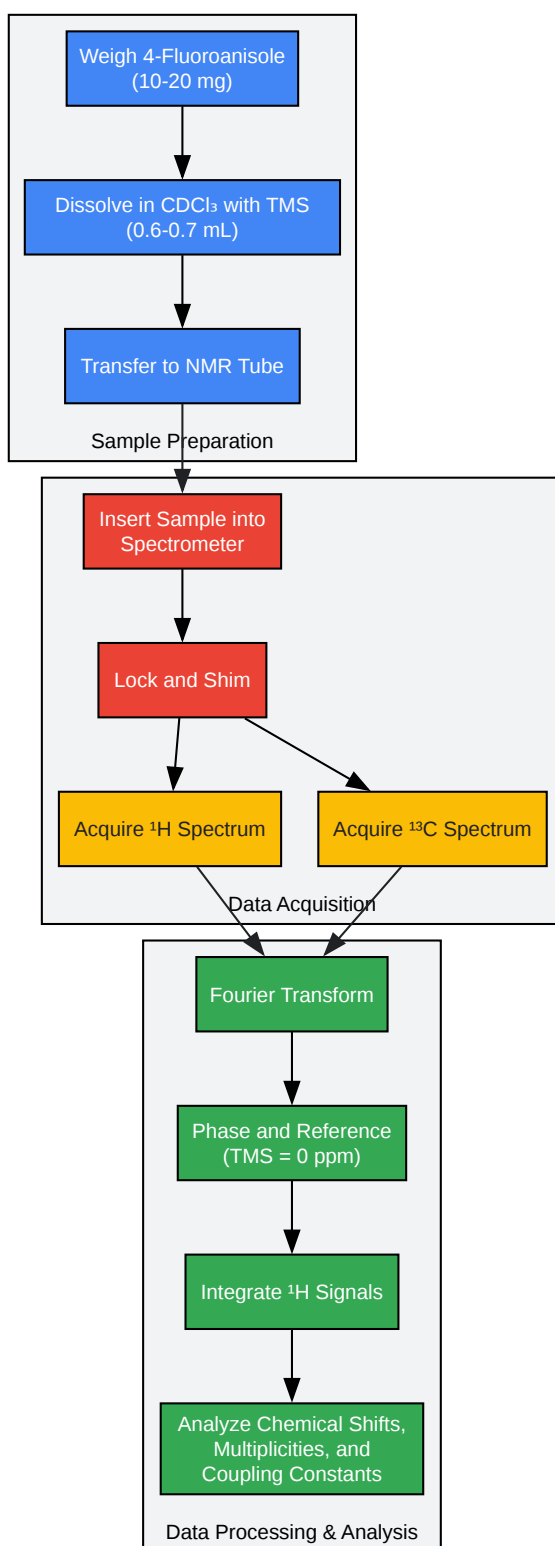 Weigh 4-Fluoroanisole
(10-20 mg)
Dissolve in CDCl₃ with TMS
(0.6-0.7 mL)
Transfer to NMR Tube
Sample Preparation
Insert Sample into
Spectrometer
Lock and Shim
Acquire ¹H Spectrum
Acquire ¹³C Spectrum
Data Acquisition
Fourier Transform
Phase and Reference
(TMS = 0 ppm)
Integrate ¹H Signals
Analyze Chemical Shifts,
Multiplicities, and
Coupling Constants
Data Processing & Analysis